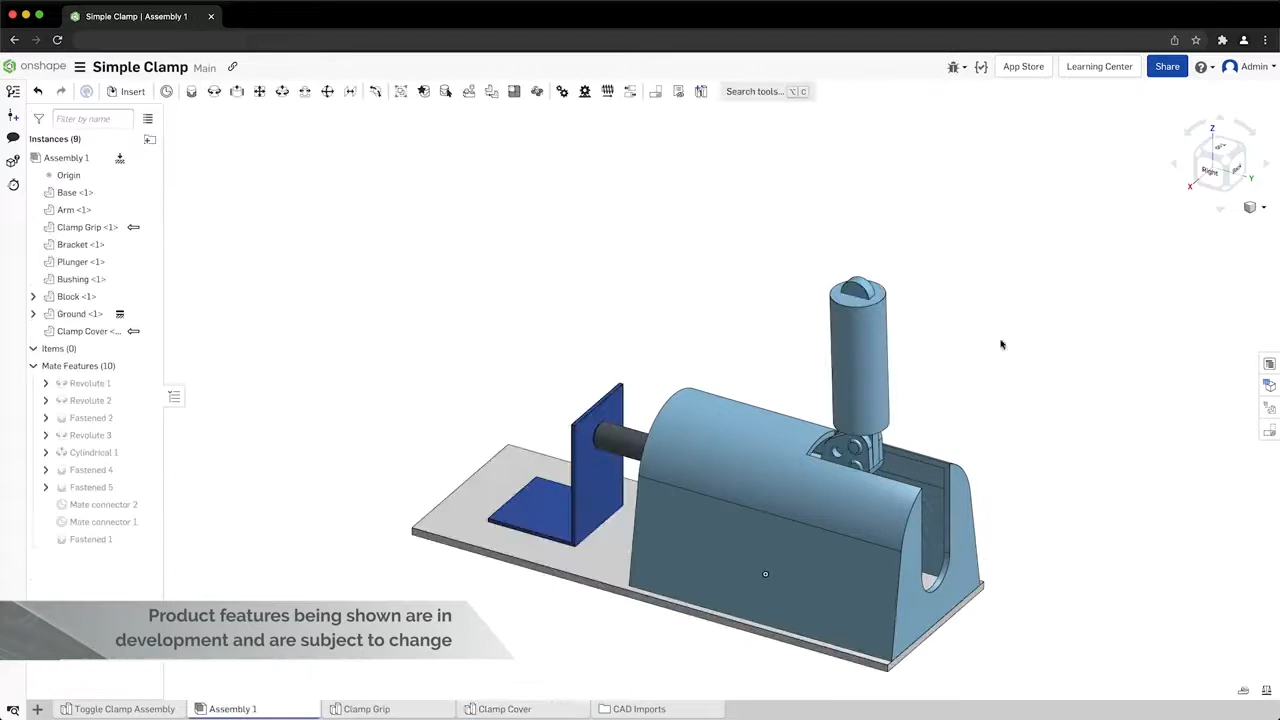 Simple Clamp | Assembly 1
onshape
Simple Clamp
Main
App Store
Learning Center
Share
Admin
Insert
Search tools...
⌥ C
Filter by name
Instances (9)
Assembly 1
Origin
Base <1>
Arm <1>
Clamp Grip <1>
Bracket <1>
Plunger <1>
Bushing <1>
Block <1>
Ground <1>
Clamp Cover <...
Items (0)
Mate Features (10)
Revolute 1
Revolute 2
Fastened 2
Revolute 3
Cylindrical 1
Fastened 4
Fastened 5
Mate connector 2
Mate connector 1
Fastened 1
Z
Right
X
Y
Product features being shown are in
development and are subject to change
Toggle Clamp Assembly
Assembly 1
Clamp Grip
Clamp Cover
CAD Imports